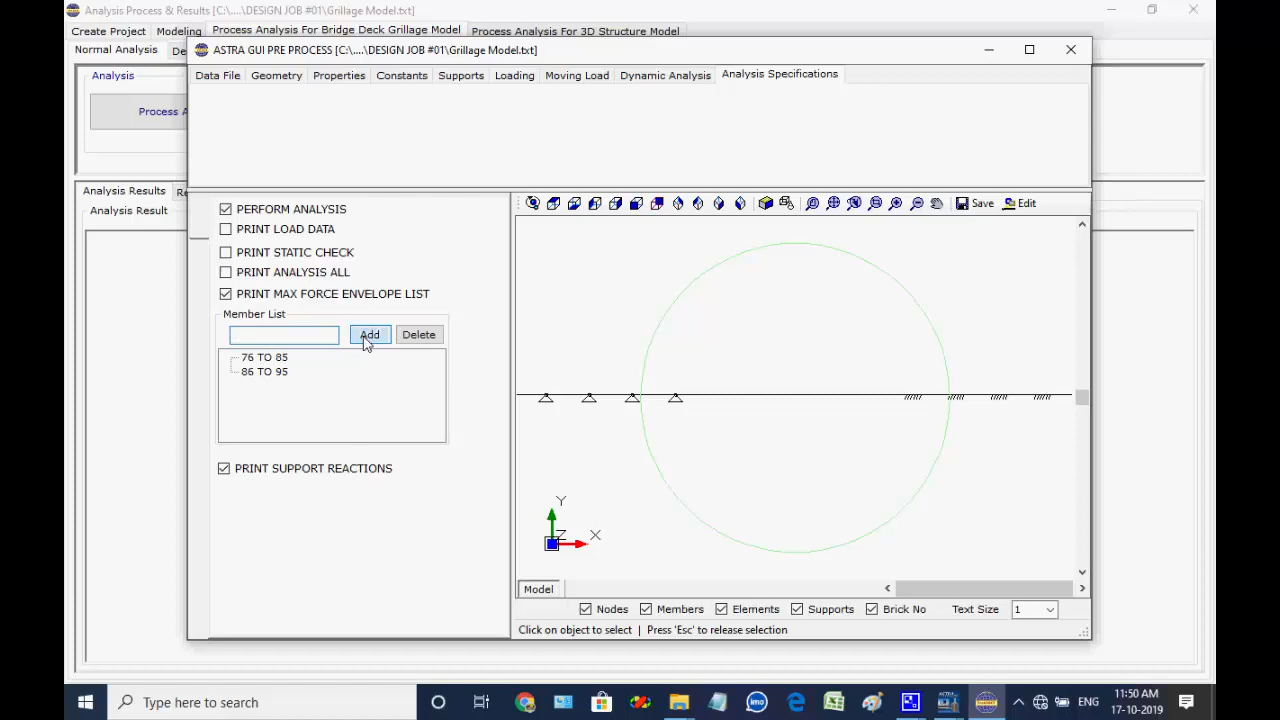 Analysis Process & Results [C:\....\DESIGN JOB #01\Grillage Model.txt]
Create Project Modeling Process Analysis For Bridge Deck Grillage Model Process Analysis For 3D Structure Model
Normal Analysis De
ASTRA GUI PRE PROCESS [C:\....\DESIGN JOB #01\Grillage Model.txt]
Data File Geometry Properties Constants Supports Loading Moving Load Dynamic Analysis Analysis Specifications
Analysis
Process A
Analysis Results Re
Analysis Result
PERFORM ANALYSIS
PRINT LOAD DATA
PRINT STATIC CHECK
PRINT ANALYSIS ALL
PRINT MAX FORCE ENVELOPE LIST
Member List
Add Delete
76 TO 85
86 TO 95
PRINT SUPPORT REACTIONS
Save Edit
Y
Z X
Model
Nodes Members Elements Supports Brick No Text Size 1
Click on object to select | Press 'Esc' to release selection
Type here to search
ENG
11:50 AM
17-10-2019